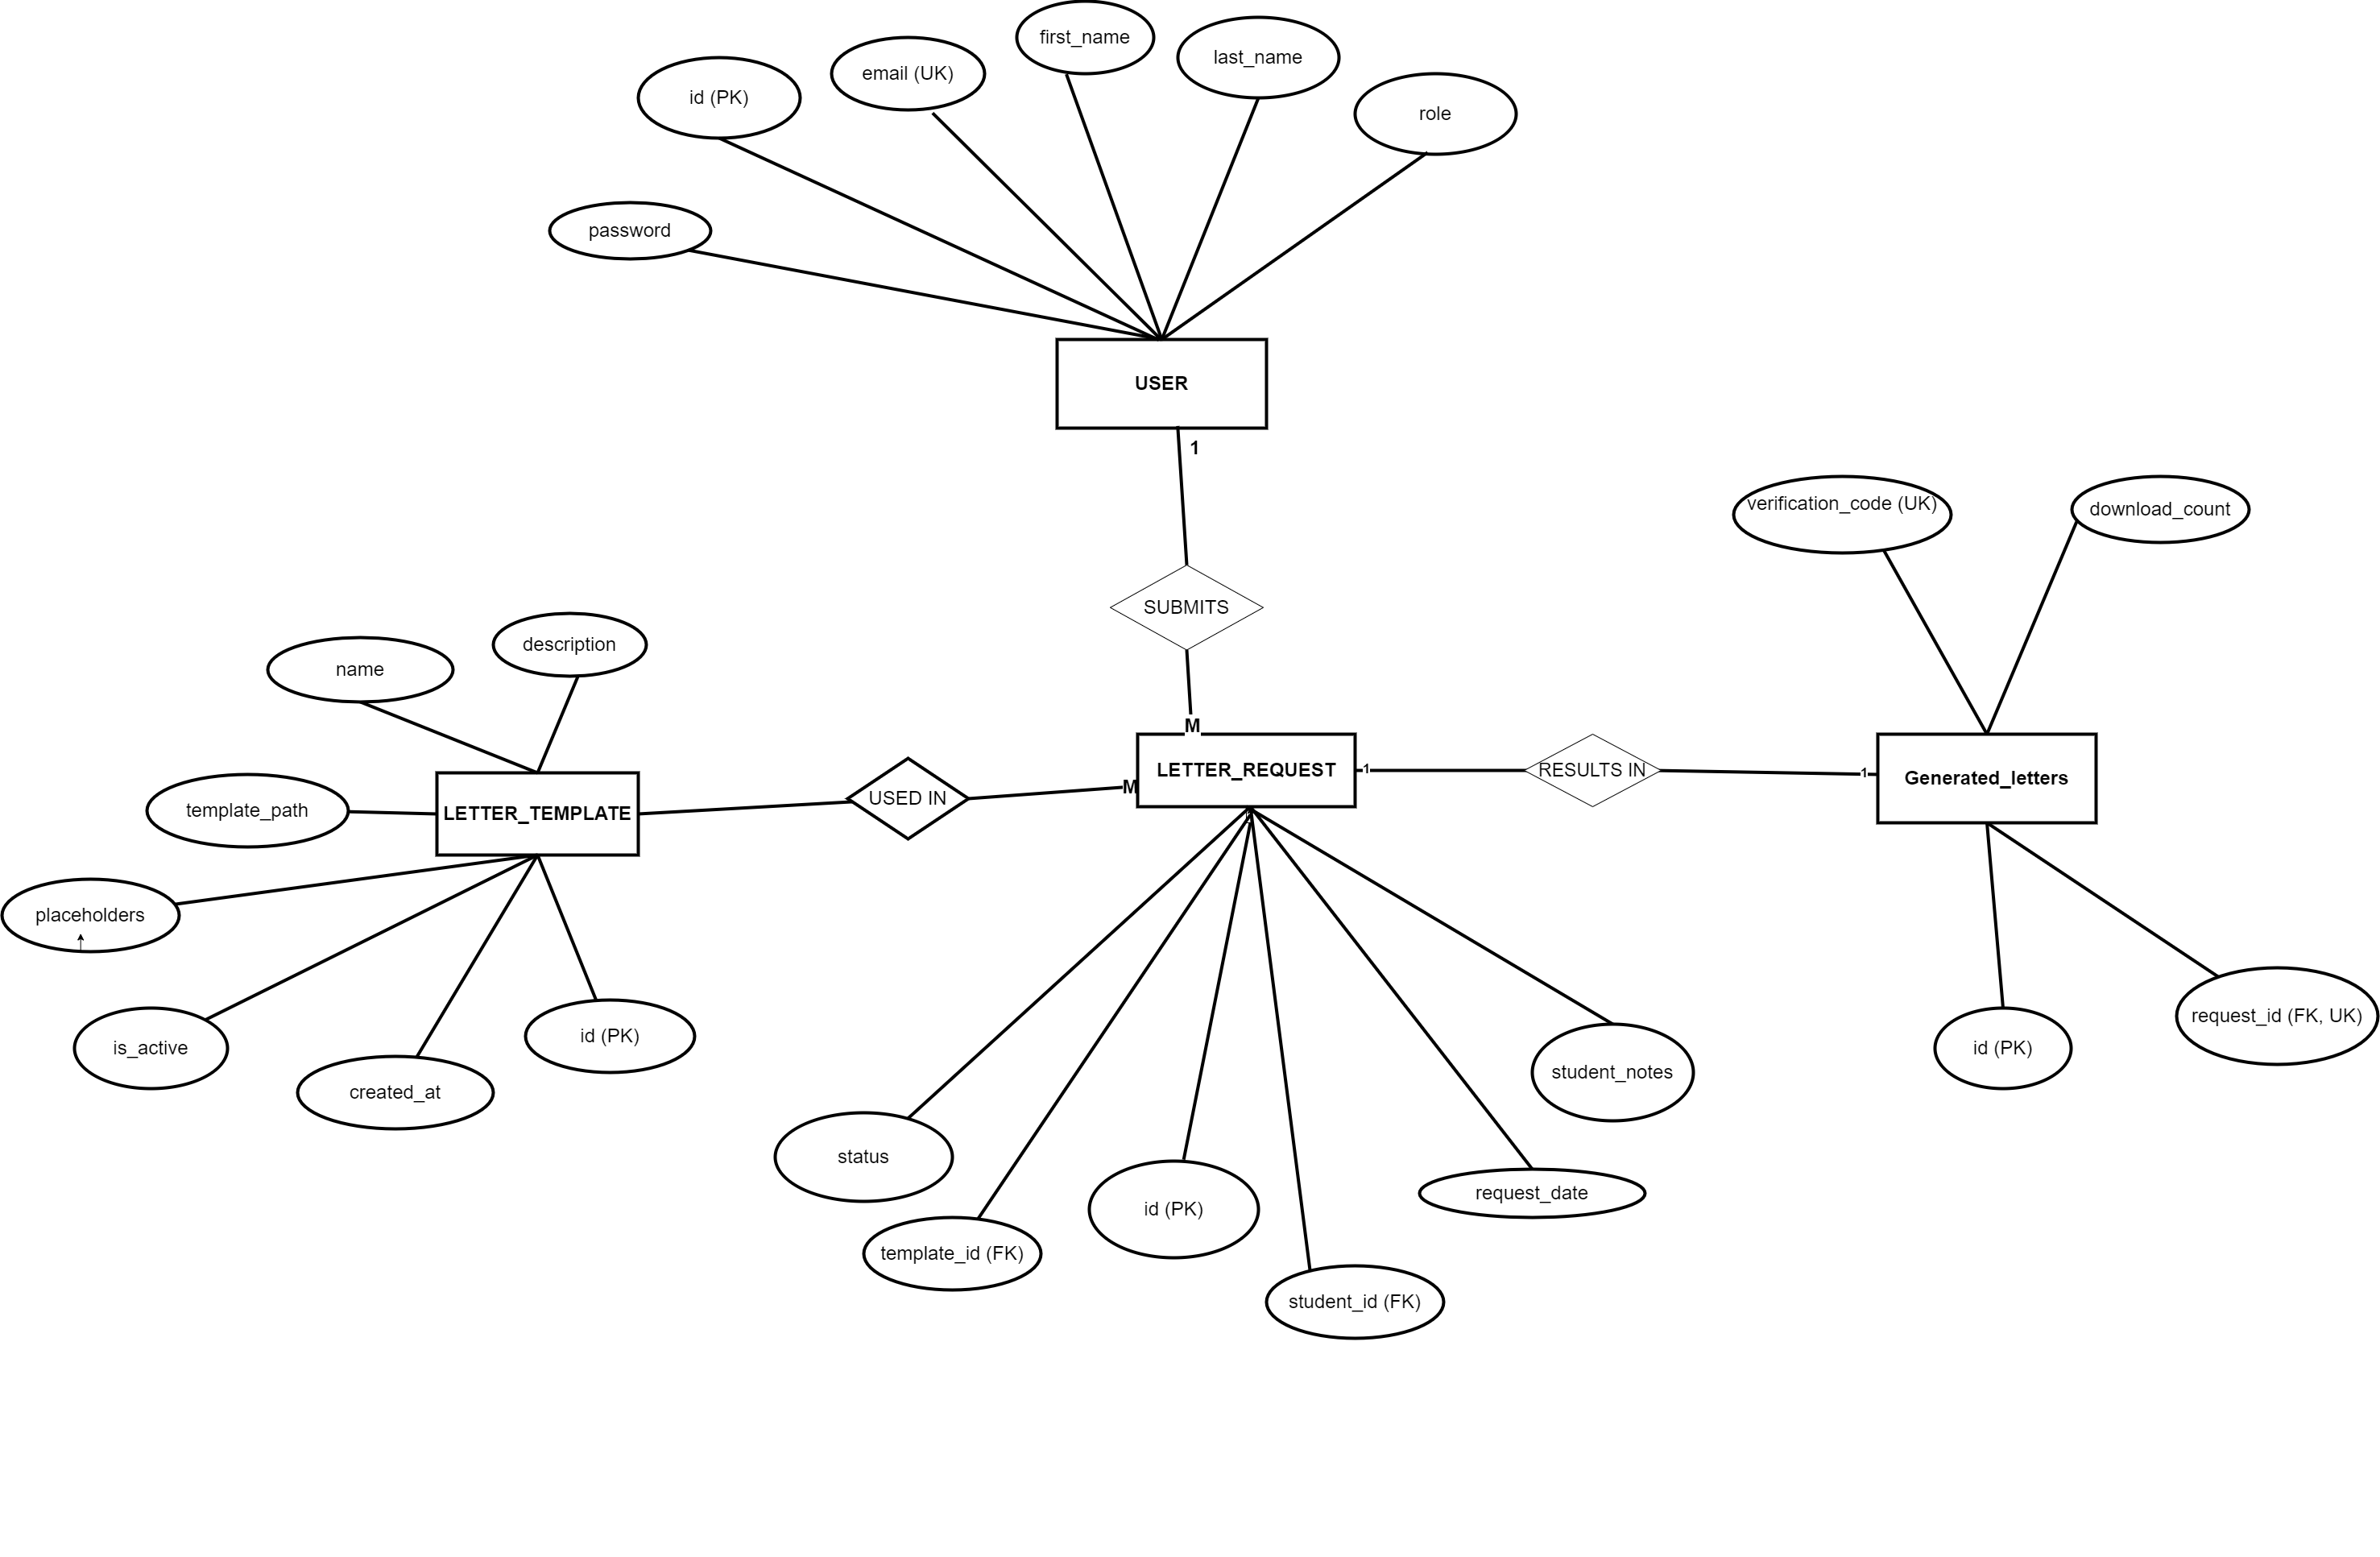 first_name
last_name
email (UK)
id (PK)
role
password
USER
1
verification_code (UK)
download_count
SUBMITS
description
name
M
LETTER_REQUEST
1
RESULTS IN
1
Generated_letters
M
USED IN
template_path
LETTER_TEMPLATE
placeholders
request_id (FK, UK)
id (PK)
id (PK)
is_active
student_notes
created_at
status
request_date
id (PK)
template_id (FK)
student_id (FK)